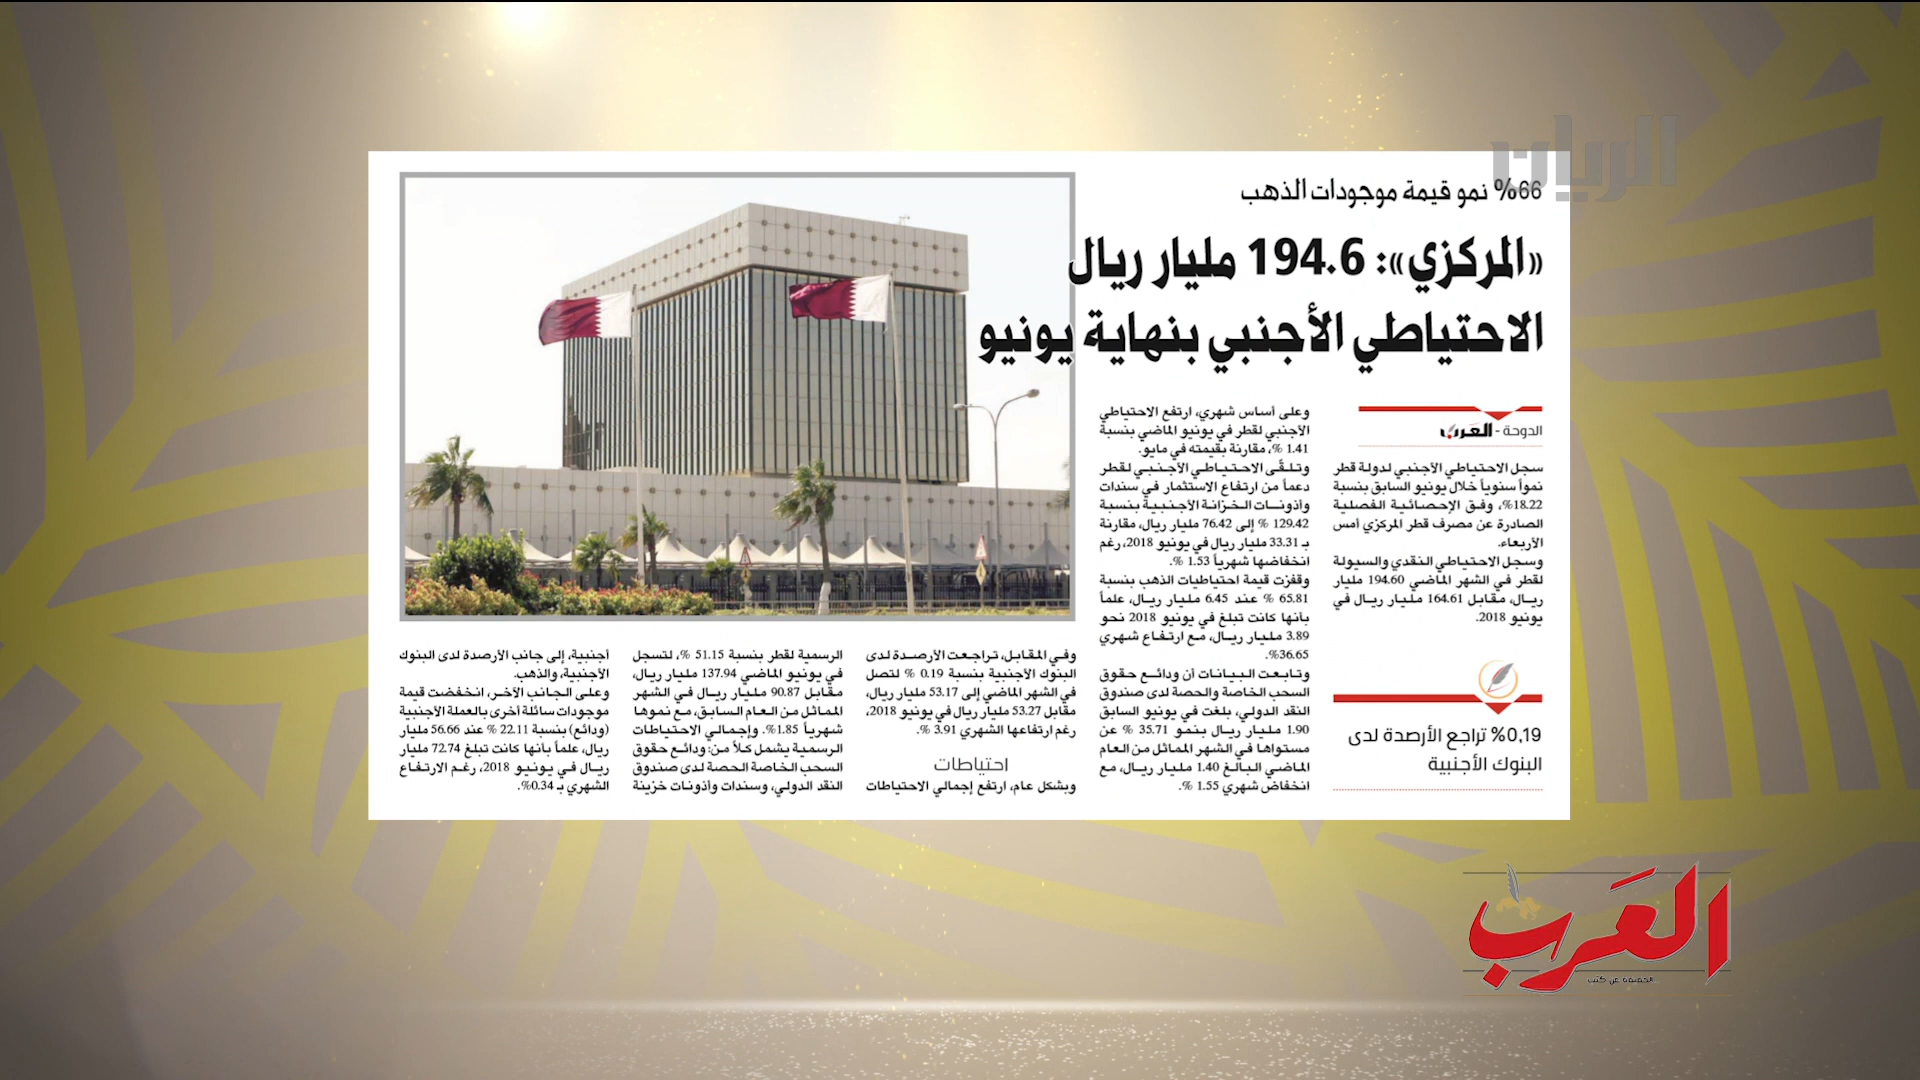 الريان
%66 نمو قيمة موجودات الذهب
«المركزي»: 194.6 مليار ريال
الاحتياطي الأجنبي بنهاية يونيو
الدوحة - العرب
سجل الاحتياطي الأجنبي لدولة قطر
نمواً سنوياً خلال يونيو السابق بنسبة
18.22%، وفق الإحصائية الفصلية
الصادرة عن مصرف قطر المركزي أمس
الأربعاء.
وسجل الاحتياطي النقدي والسيولة
لقطر في الشهر الماضي 194.60 مليار
ريال، مقابل 164.61 مليار ريال في
يونيو 2018.
%0,19 تراجع الأرصدة لدى
البنوك الأجنبية
وعلى أساس شهري، ارتفع الاحتياطي
الأجنبي لقطر في يونيو الماضي بنسبة
1.41 %، مقارنة بقيمته في مايو.
وتلقّى الاحتياطي الأجنبي لقطر
دعماً من ارتفاع الاستثمار في سندات
وأذونات الخزانة الأجنبية بنسبة
129.42 % إلى 76.42 مليار ريال، مقارنة
بـ 33.31 مليار ريال في يونيو 2018، رغم
انخفاضها شهرياً 1.53 %.
وقفزت قيمة احتياطيات الذهب بنسبة
65.81 % عند 6.45 مليار ريال، علماً
بأنها كانت تبلغ في يونيو 2018 نحو
3.89 مليار ريال، مع ارتفاع شهري
36.65%.
وتابعت البيانات أن ودائع حقوق
السحب الخاصة والحصة لدى صندوق
النقد الدولي، بلغت في يونيو السابق
1.90 مليار ريال بنمو 35.71 % عن
مستواها في الشهر المماثل من العام
الماضي البالغ 1.40 مليار ريال، مع
انخفاض شهري 1.55 %.
وفي المقابل، تراجعت الأرصدة لدى
البنوك الأجنبية بنسبة 0.19 % لتصل
في الشهر الماضي إلى 53.17 مليار ريال،
مقابل 53.27 مليار ريال في يونيو 2018،
رغم ارتفاعها الشهري 3.91 %.
احتياطات
وبشكل عام، ارتفع إجمالي الاحتياطات
الرسمية لقطر بنسبة 51.15 %، لتسجل
في يونيو الماضي 137.94 مليار ريال،
مقابل 90.87 مليار ريال في الشهر
المماثل من العام السابق، مع نموها
شهرياً 1.85%. وإجمالي الاحتياطات
الرسمية يشمل كلاً من: ودائع حقوق
السحب الخاصة الحصة لدى صندوق
النقد الدولي، وسندات وأذونات خزينة
أجنبية، إلى جانب الأرصدة لدى البنوك
الأجنبية، والذهب.
وعلى الجانب الآخر، انخفضت قيمة
موجودات سائلة أخرى بالعملة الأجنبية
(ودائع) بنسبة 22.11 % عند 56.66 مليار
ريال، علماً بأنها كانت تبلغ 72.74 مليار
ريال في يونيو 2018، رغم الارتفاع
الشهري بـ 0.34%.
العرب
الحقيقة عن كثب